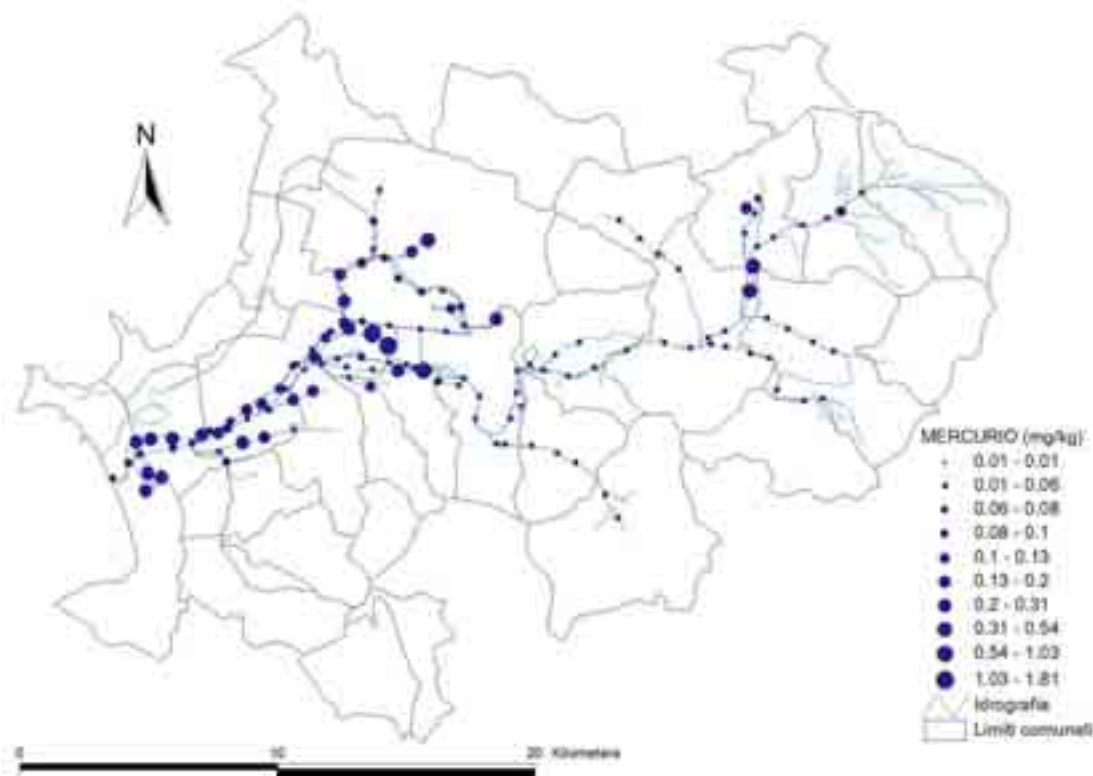 N
MERCURIO (mg/kg)
0.01 - 0.01
0.01 - 0.06
0.06 - 0.08
0.08 - 0.1
0.1 - 0.13
0.13 - 0.2
0.2 - 0.31
0.31 - 0.54
0.54 - 1.03
1.03 - 1.81
Idrografia
Limiti comunali
0 10 20 Kilometers